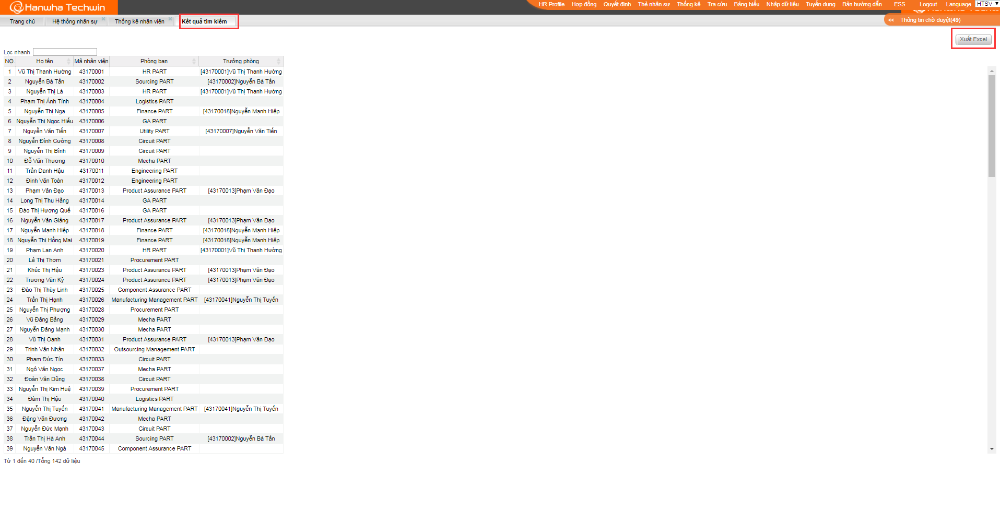 Hanwha Techwin
HR Profile Hợp đồng Quyết định Thẻ nhân sự Thống kê Tra cứu Bảng biểu Nhập dữ liệu Tuyển dụng Bản hướng dẫn ESS Logout Language HTSV
Trang chủ Hệ thống nhân sự Thống kê nhân viên Kết quả tìm kiếm
<< Thông tin chờ duyệt(49)
Xuất Excel
Lọc nhanh
NO. Họ tên Mã nhân viên Phòng ban Trưởng phòng
1 Vũ Thị Thanh Hường 43170001 HR PART [43170001]Vũ Thị Thanh Hường
2 Nguyễn Bá Tấn 43170002 Sourcing PART [43170002]Nguyễn Bá Tấn
3 Nguyễn Thị Là 43170003 HR PART [43170001]Vũ Thị Thanh Hường
4 Phạm Thị Ánh Tình 43170004 Logistics PART
5 Nguyễn Thị Nga 43170005 Finance PART [43170018]Nguyễn Mạnh Hiệp
6 Nguyễn Thị Ngọc Hiếu 43170006 GA PART
7 Nguyễn Văn Tiến 43170007 Utility PART [43170007]Nguyễn Văn Tiến
8 Nguyễn Đình Cường 43170008 Circuit PART
9 Nguyễn Thị Bình 43170009 Circuit PART
10 Đỗ Văn Thương 43170010 Mecha PART
11 Trần Danh Hậu 43170011 Engineering PART
12 Đinh Văn Toàn 43170012 Engineering PART
13 Phạm Văn Đạo 43170013 Product Assurance PART [43170013]Phạm Văn Đạo
14 Long Thị Thu Hằng 43170014 GA PART
15 Đào Thị Hương Quế 43170016 GA PART
16 Nguyễn Văn Giảng 43170017 Product Assurance PART [43170013]Phạm Văn Đạo
17 Nguyễn Mạnh Hiệp 43170018 Finance PART [43170018]Nguyễn Mạnh Hiệp
18 Nguyễn Thị Hồng Mai 43170019 Finance PART [43170018]Nguyễn Mạnh Hiệp
19 Phạm Lan Anh 43170020 HR PART [43170001]Vũ Thị Thanh Hường
20 Lê Thị Thơm 43170021 Procurement PART
21 Khúc Thị Hậu 43170023 Product Assurance PART [43170013]Phạm Văn Đạo
22 Trương Văn Kỷ 43170024 Product Assurance PART [43170013]Phạm Văn Đạo
23 Đào Thị Thùy Linh 43170025 Component Assurance PART
24 Trần Thị Hạnh 43170026 Manufacturing Management PART [43170041]Nguyễn Thị Tuyến
25 Nguyễn Thị Phượng 43170028 Procurement PART
26 Vũ Đăng Bằng 43170029 Mecha PART
27 Nguyễn Đăng Mạnh 43170030 Mecha PART
28 Vũ Thị Oanh 43170031 Product Assurance PART [43170013]Phạm Văn Đạo
29 Trịnh Văn Nhân 43170032 Outsourcing Management PART
30 Phạm Đức Tín 43170033 Circuit PART
31 Ngô Văn Ngọc 43170037 Mecha PART
32 Đoàn Văn Dũng 43170038 Circuit PART
33 Nguyễn Thị Kim Huệ 43170039 Procurement PART
34 Đàm Thị Hậu 43170040 Logistics PART
35 Nguyễn Thị Tuyến 43170041 Manufacturing Management PART [43170041]Nguyễn Thị Tuyến
36 Đặng Văn Đương 43170042 Mecha PART
37 Nguyễn Đức Mạnh 43170043 Circuit PART
38 Trần Thị Hà Anh 43170044 Sourcing PART [43170002]Nguyễn Bá Tấn
39 Nguyễn Văn Ngà 43170045 Component Assurance PART
Từ 1 đến 40 /Tổng 142 dữ liệu